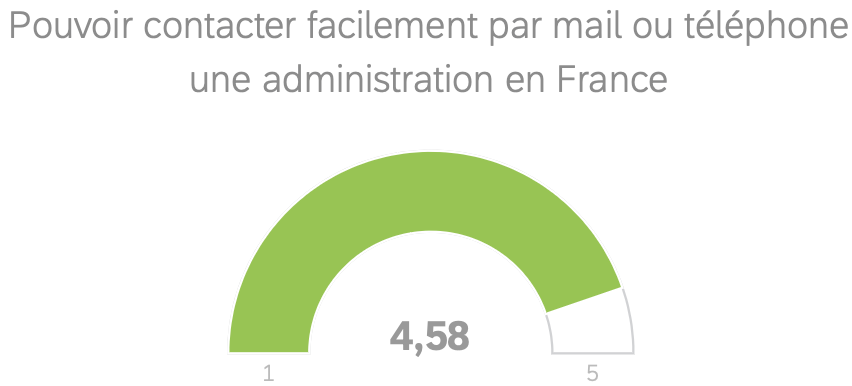 Pouvoir contacter facilement par mail ou téléphone
une administration en France
4,58
1
5